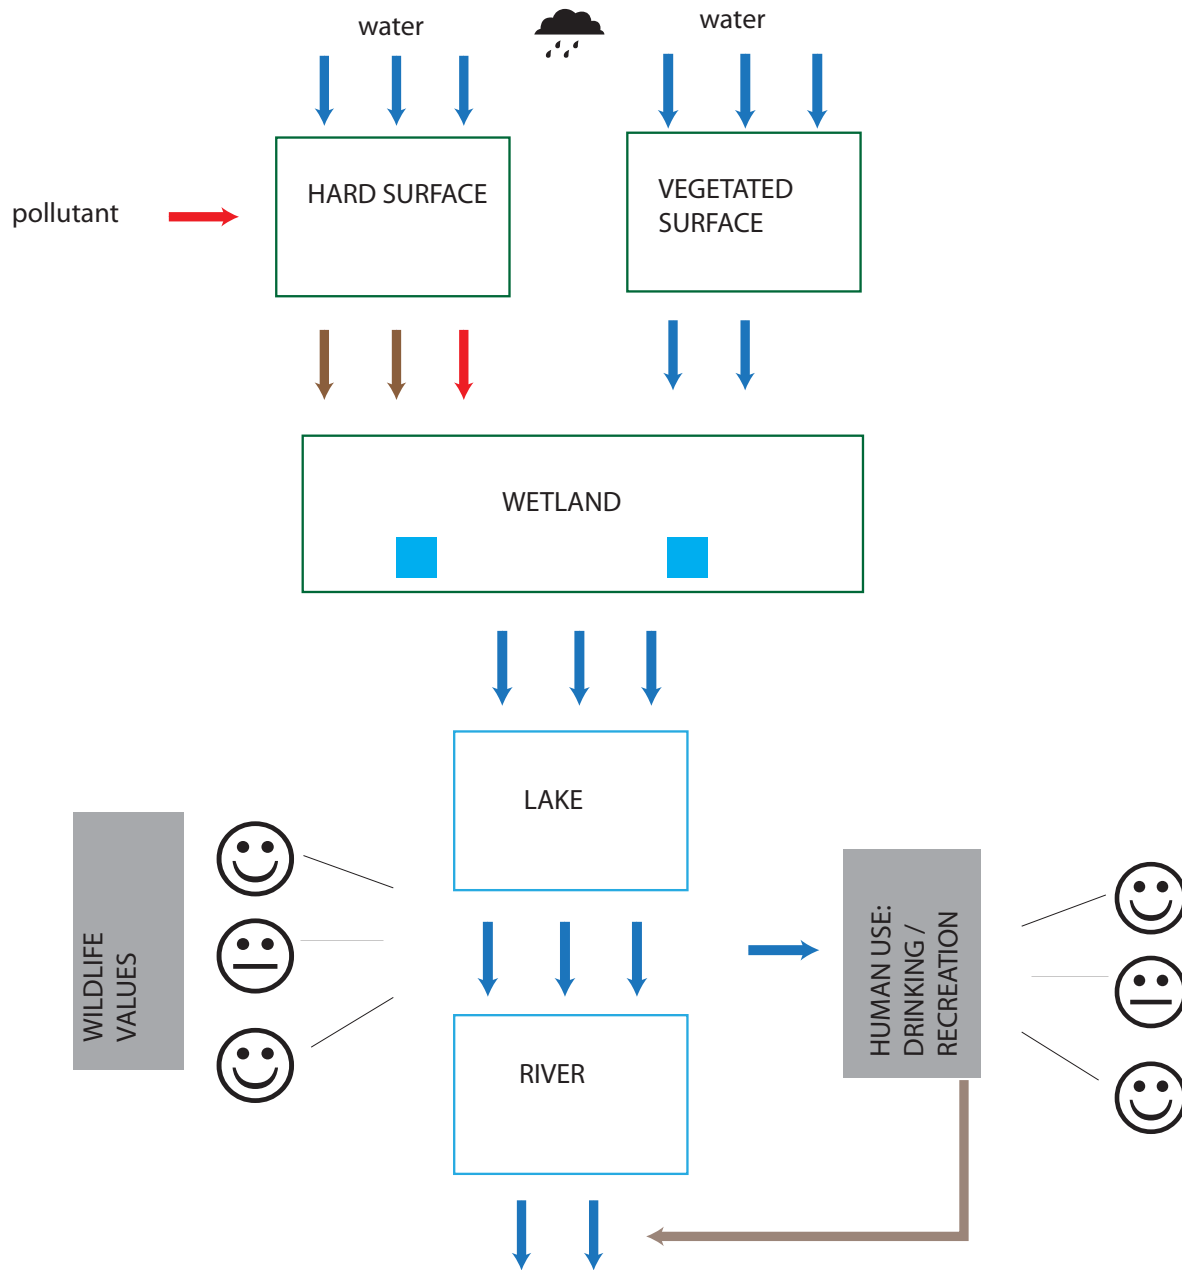 water
water
pollutant
HARD SURFACE
VEGETATED
SURFACE
WETLAND
LAKE
WILDLIFE
VALUES
HUMAN USE:
DRINKING /
RECREATION
RIVER